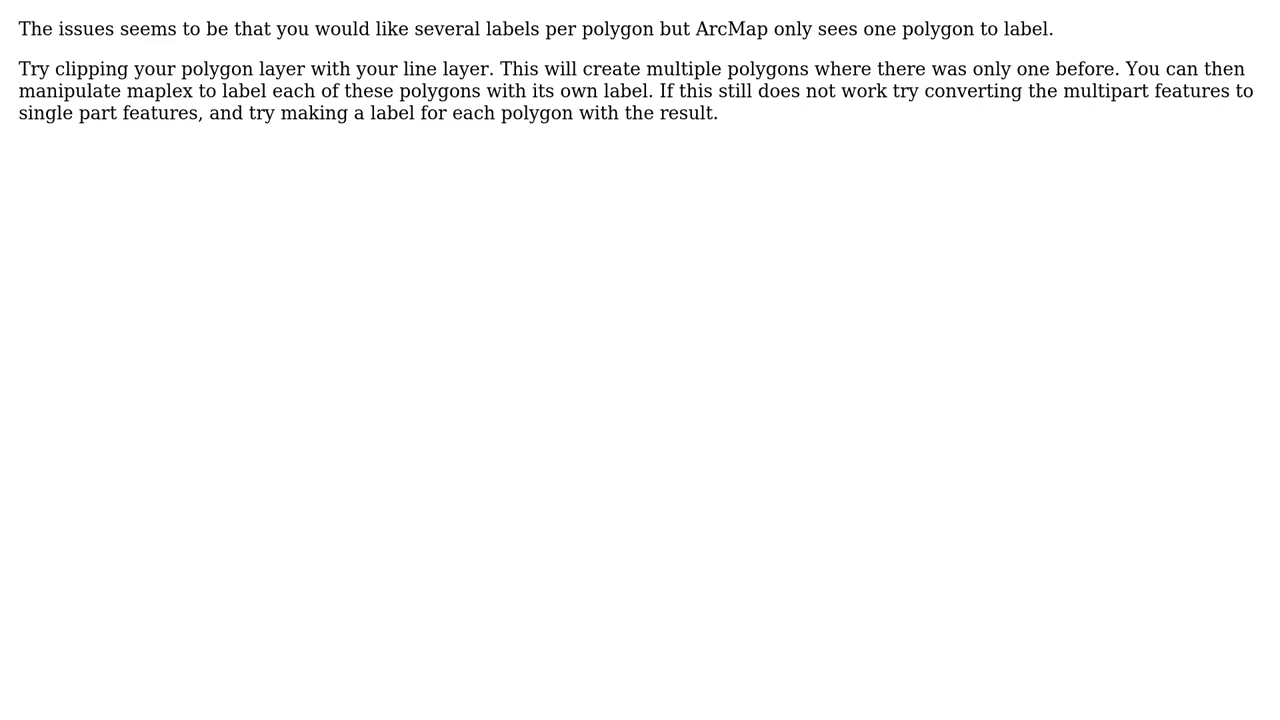 The issues seems to be that you would like several labels per polygon but ArcMap only sees one polygon to label.
Try clipping your polygon layer with your line layer. This will create multiple polygons where there was only one before. You can then
manipulate maplex to label each of these polygons with its own label. If this still does not work try converting the multipart features to
single part features, and try making a label for each polygon with the result.